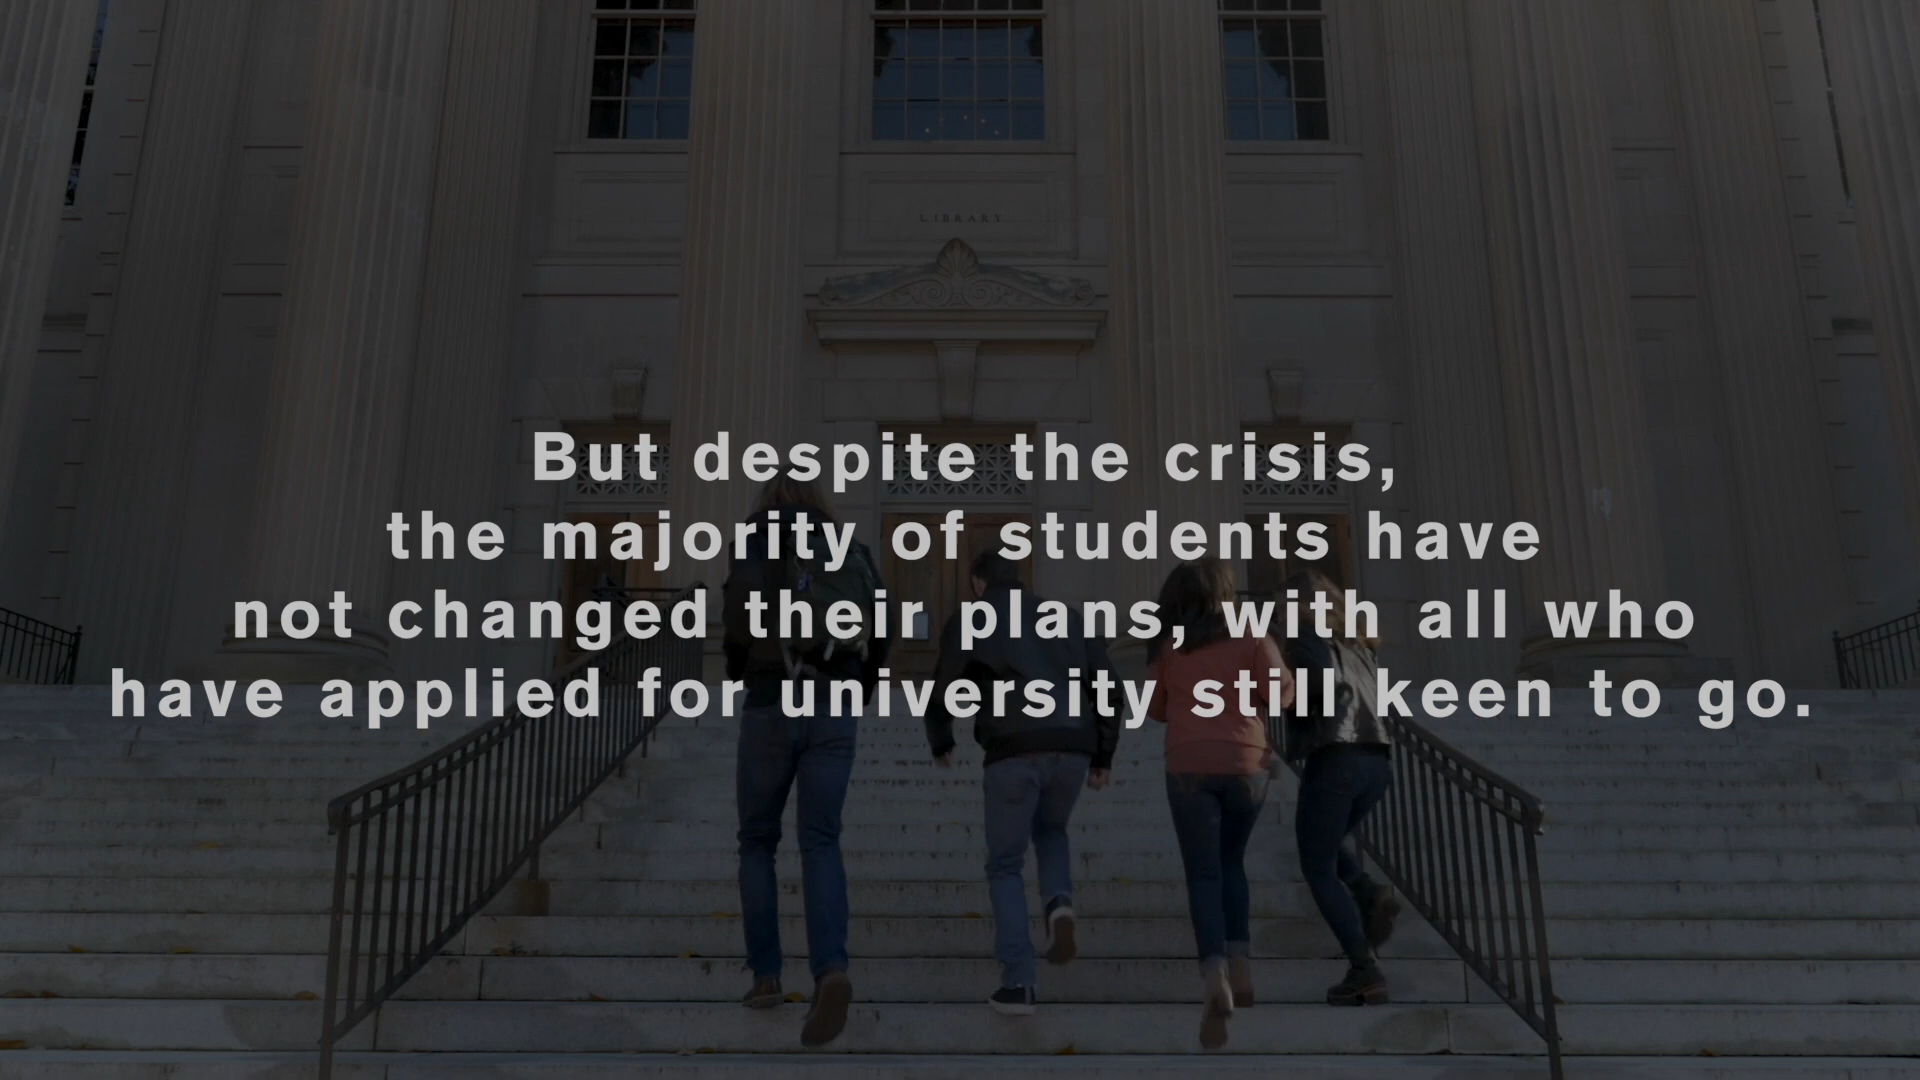 LIBRARY
But despite the crisis,
the majority of students have
not changed their plans, with all who
have applied for university still keen to go.